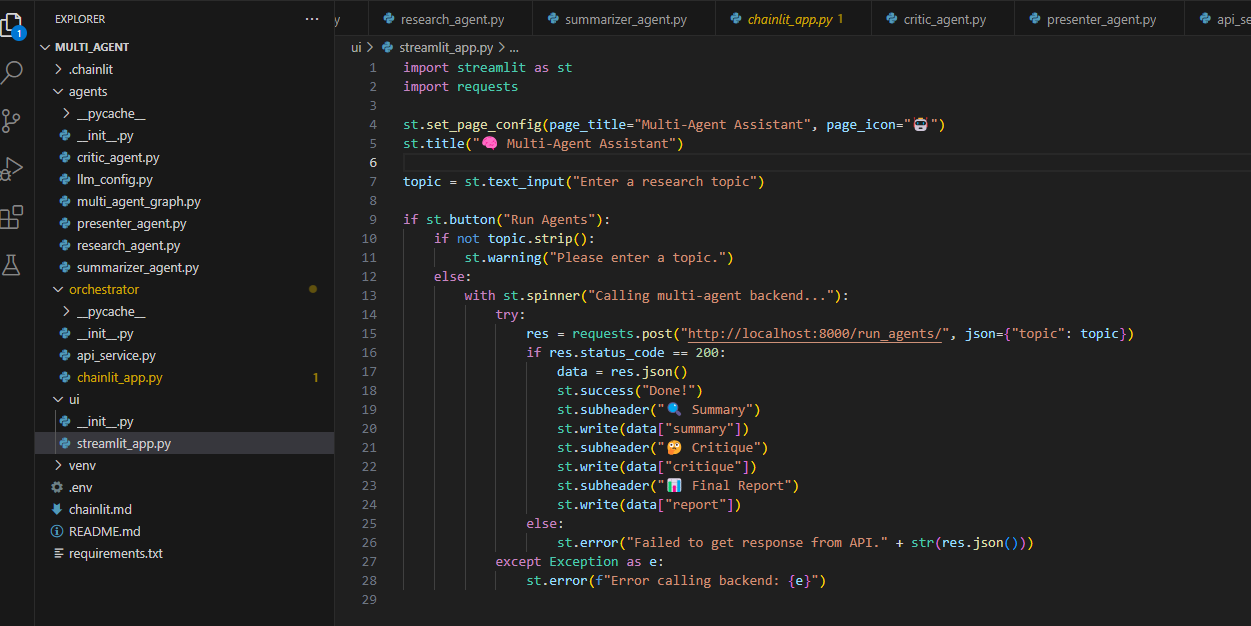 EXPLORER
...
MULTI_AGENT
.chainlit
agents
__pycache__
__init__.py
critic_agent.py
llm_config.py
multi_agent_graph.py
presenter_agent.py
research_agent.py
summarizer_agent.py
orchestrator
__pycache__
__init__.py
api_service.py
chainlit_app.py 1
ui
__init__.py
streamlit_app.py
venv
.env
chainlit.md
README.md
requirements.txt
1
y research_agent.py summarizer_agent.py chainlit_app.py 1 critic_agent.py presenter_agent.py api_se
ui > streamlit_app.py > ...
1 import streamlit as st
2 import requests
3
4 st.set_page_config(page_title="Multi-Agent Assistant", page_icon="🤖")
5 st.title("🧠 Multi-Agent Assistant")
6
7 topic = st.text_input("Enter a research topic")
8
9 if st.button("Run Agents"):
10     if not topic.strip():
11         st.warning("Please enter a topic.")
12     else:
13         with st.spinner("Calling multi-agent backend..."):
14             try:
15                 res = requests.post("http://localhost:8000/run_agents/", json={"topic": topic})
16                 if res.status_code == 200:
17                     data = res.json()
18                     st.success("Done!")
19                     st.subheader("🔍 Summary")
20                     st.write(data["summary"])
21                     st.subheader("🤔 Critique")
22                     st.write(data["critique"])
23                     st.subheader("📊 Final Report")
24                     st.write(data["report"])
25                 else:
26                     st.error("Failed to get response from API." + str(res.json()))
27             except Exception as e:
28                 st.error(f"Error calling backend: {e}")
29